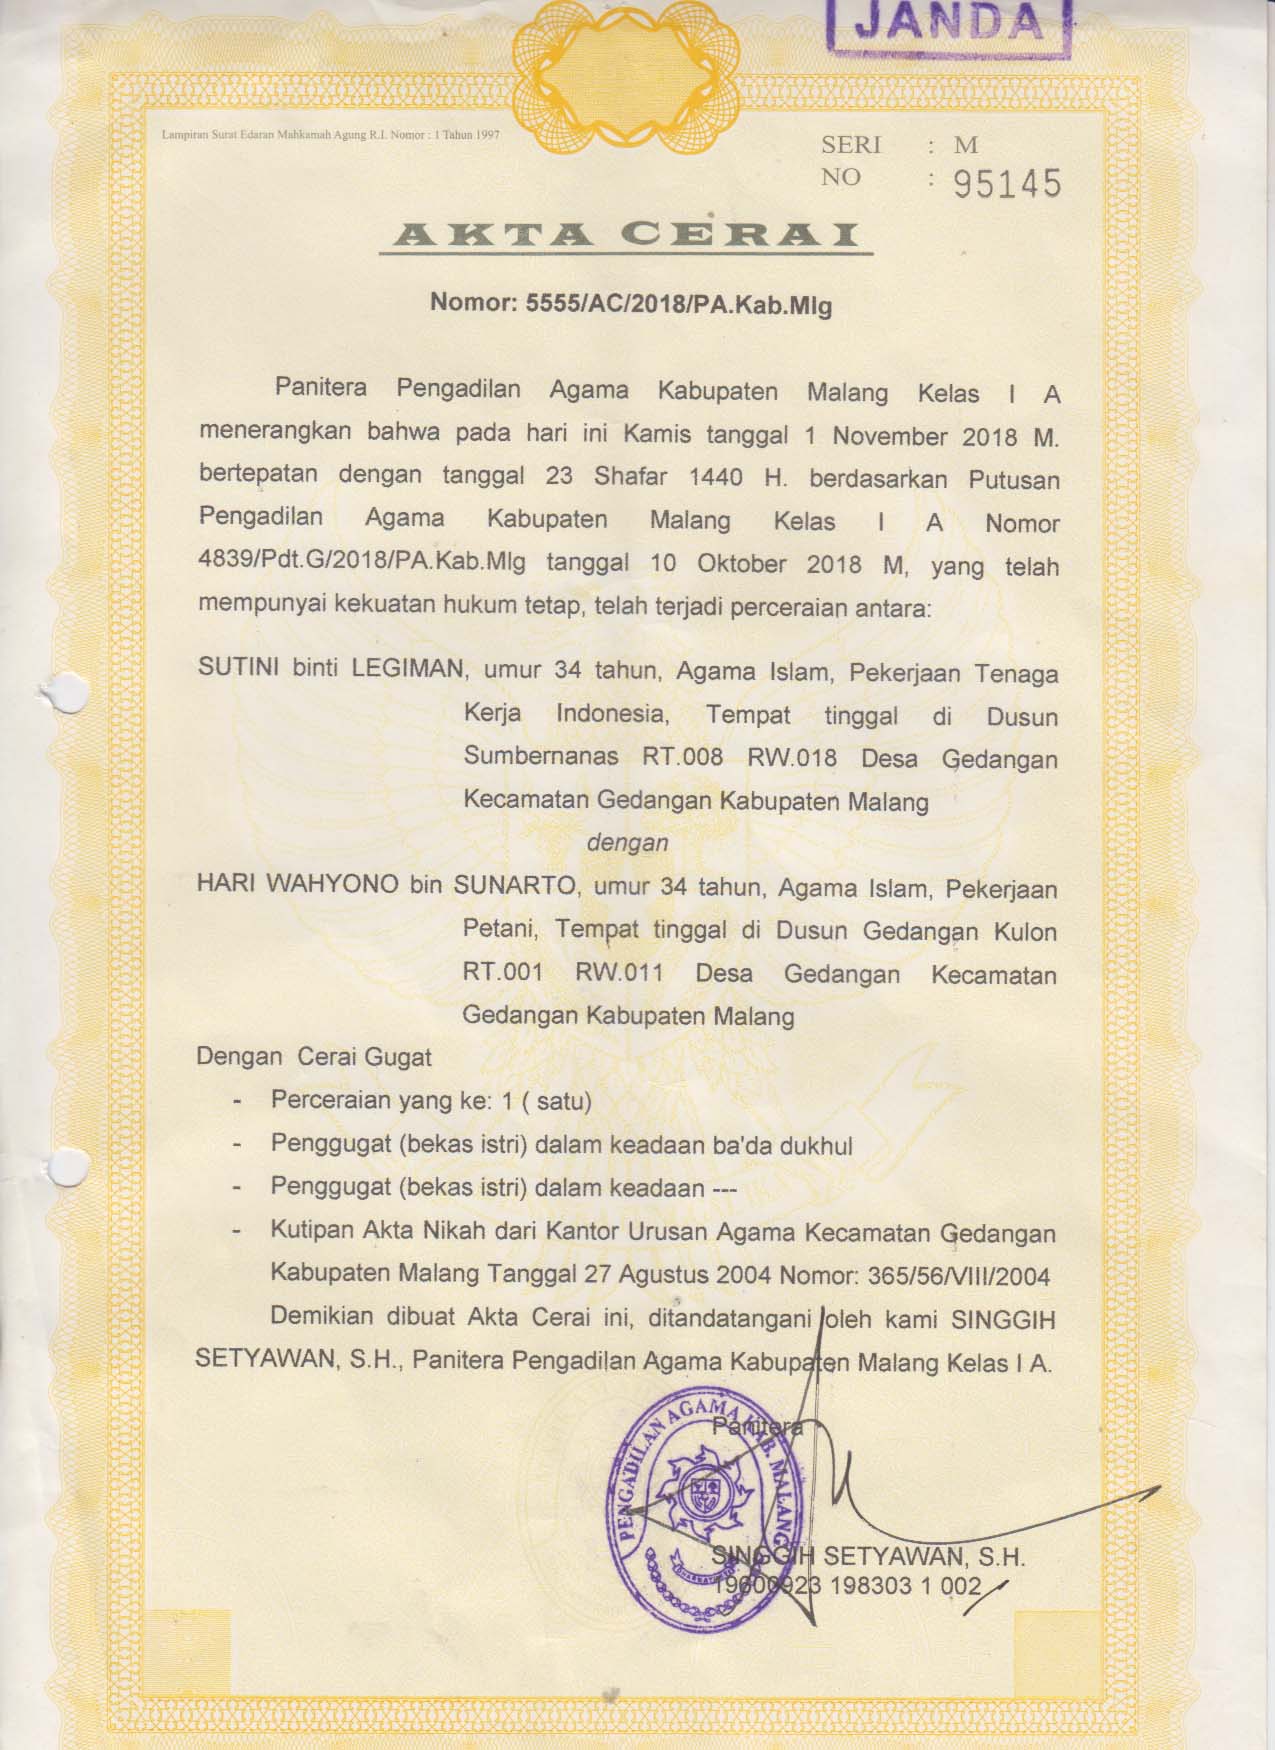 JANDA
Lampiran Surat Edaran Mahkamah Agung R.I. Nomor : 1 Tahun 1997
SERI : M
NO : 95145
AKTA CERAI
Nomor: 5555/AC/2018/PA.Kab.Mlg
Panitera Pengadilan Agama Kabupaten Malang Kelas I A
menerangkan bahwa pada hari ini Kamis tanggal 1 November 2018 M.
bertepatan dengan tanggal 23 Shafar 1440 H. berdasarkan Putusan
Pengadilan Agama Kabupaten Malang Kelas I A Nomor
4839/Pdt.G/2018/PA.Kab.Mlg tanggal 10 Oktober 2018 M, yang telah
mempunyai kekuatan hukum tetap, telah terjadi perceraian antara:
SUTINI binti LEGIMAN, umur 34 tahun, Agama Islam, Pekerjaan Tenaga
Kerja Indonesia, Tempat tinggal di Dusun
Sumbernanas RT.008 RW.018 Desa Gedangan
Kecamatan Gedangan Kabupaten Malang
dengan
HARI WAHYONO bin SUNARTO, umur 34 tahun, Agama Islam, Pekerjaan
Petani, Tempat tinggal di Dusun Gedangan Kulon
RT.001 RW.011 Desa Gedangan Kecamatan
Gedangan Kabupaten Malang
Dengan Cerai Gugat
- Perceraian yang ke: 1 ( satu)
- Penggugat (bekas istri) dalam keadaan ba'da dukhul
- Penggugat (bekas istri) dalam keadaan ---
- Kutipan Akta Nikah dari Kantor Urusan Agama Kecamatan Gedangan
Kabupaten Malang Tanggal 27 Agustus 2004 Nomor: 365/56/VIII/2004
Demikian dibuat Akta Cerai ini, ditandatangani oleh kami SINGGIH
SETYAWAN, S.H., Panitera Pengadilan Agama Kabupaten Malang Kelas I A.
Panitera
PENGADILAN AGAMA KAB. MALANG
SINGGIH SETYAWAN, S.H.
19600923 198303 1 002